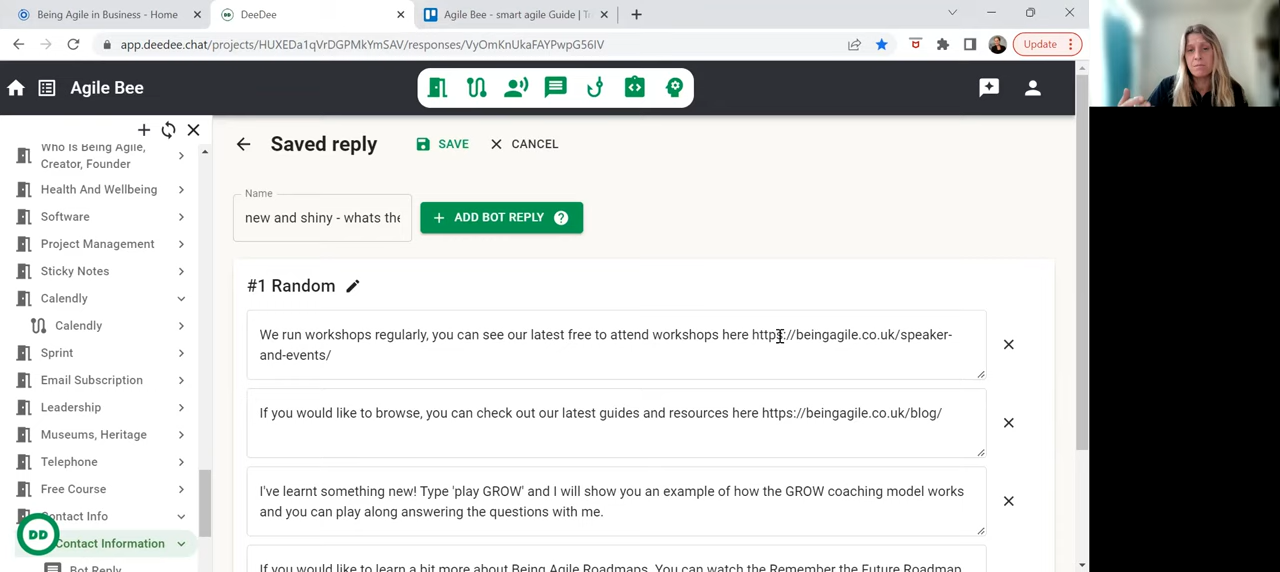 Being Agile in Business - Home
DeeDee
Agile Bee - smart agile Guide | Tr
app.deedee.chat/projects/HUXEDa1qVrDGPMkYmSAV/responses/VyOmKnUkaFAYPwpG56IV
Update
Agile Bee
Who Is Being Agile,
Creator, Founder
Health And Wellbeing
Software
Project Management
Sticky Notes
Calendly
Calendly
Sprint
Email Subscription
Leadership
Museums, Heritage
Telephone
Free Course
Contact Info
DD
Contact Information
Bot Reply
Saved reply
SAVE
CANCEL
Name
new and shiny - whats the
ADD BOT REPLY
#1 Random
We run workshops regularly, you can see our latest free to attend workshops here https://beingagile.co.uk/speaker-
and-events/
If you would like to browse, you can check out our latest guides and resources here https://beingagile.co.uk/blog/
I've learnt something new! Type 'play GROW' and I will show you an example of how the GROW coaching model works
and you can play along answering the questions with me.
If you would like to learn a bit more about Being Agile Roadmaps. You can watch the Remember the Future Roadmap